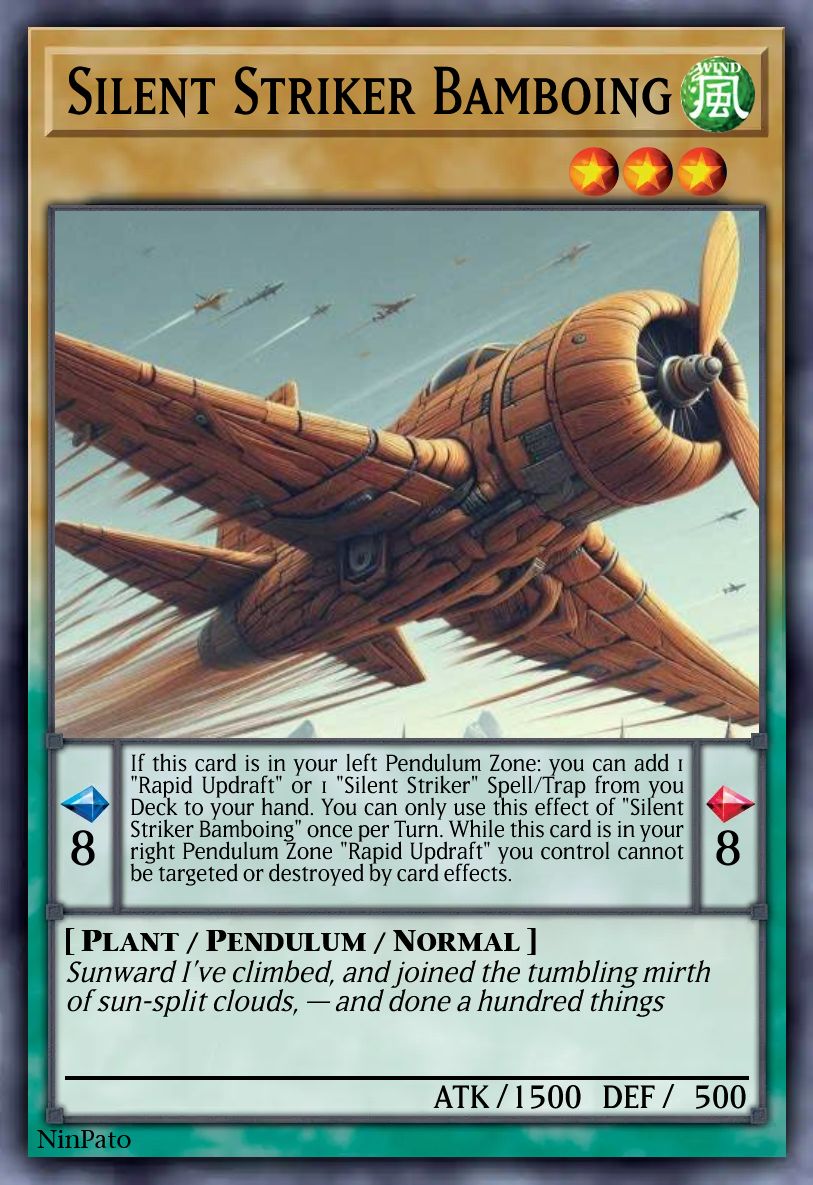 Silent Striker Bamboing
WIND
風
If this card is in your left Pendulum Zone: you can add 1
"Rapid Updraft" or 1 "Silent Striker" Spell/Trap from you
Deck to your hand. You can only use this effect of "Silent
Striker Bamboing" once per Turn. While this card is in your
right Pendulum Zone "Rapid Updraft" you control cannot
be targeted or destroyed by card effects.
8
8
[ Plant / Pendulum / Normal ]
Sunward I've climbed, and joined the tumbling mirth
of sun-split clouds, — and done a hundred things
ATK / 1500 DEF / 500
NinPato